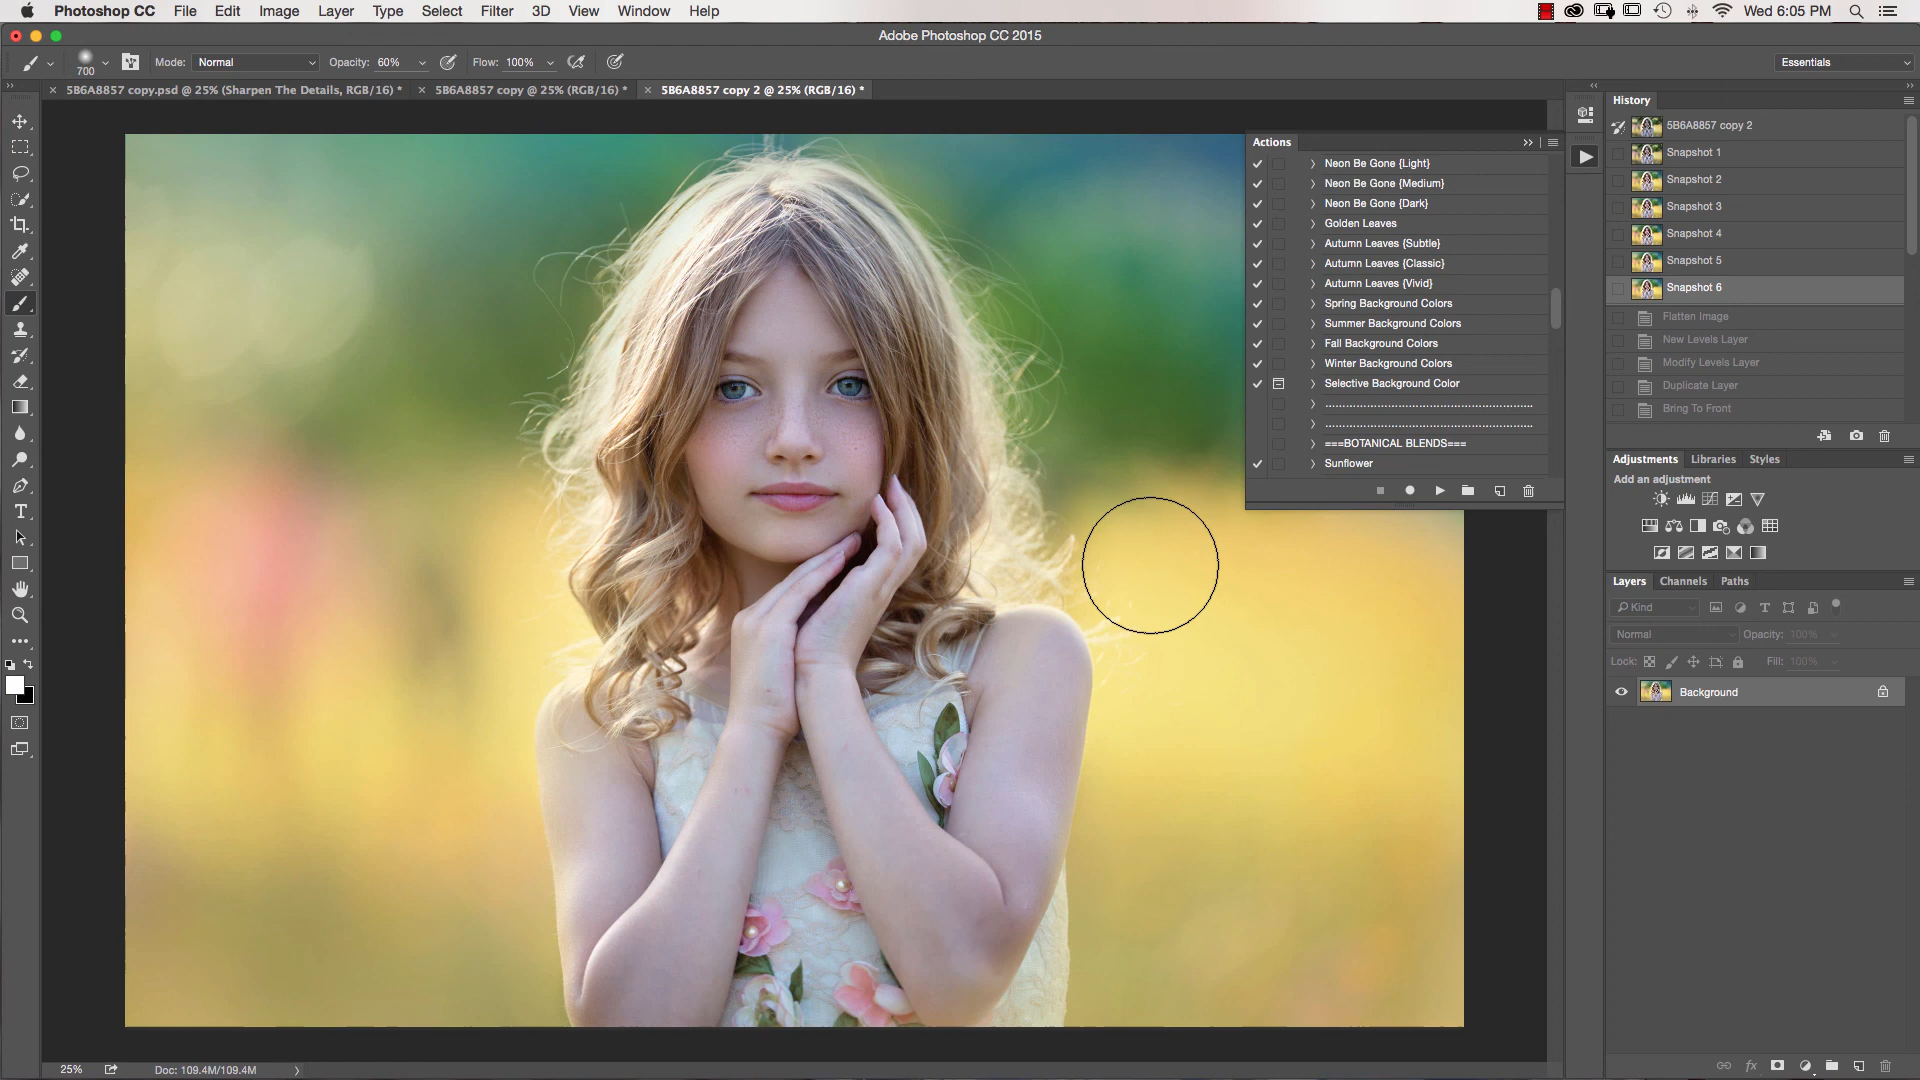 Photoshop CC File Edit Image Layer Type Select Filter 3D View Window Help Wed 6:05 PM
Adobe Photoshop CC 2015
700 Mode: Normal Opacity: 60% Flow: 100% Essentials
5B6A8857 copy.psd @ 25% (Sharpen The Details, RGB/16) * 5B6A8857 copy @ 25% (RGB/16) * 5B6A8857 copy 2 @ 25% (RGB/16) *
Actions
Neon Be Gone {Light}
Neon Be Gone {Medium}
Neon Be Gone {Dark}
Golden Leaves
Autumn Leaves {Subtle}
Autumn Leaves {Classic}
Autumn Leaves {Vivid}
Spring Background Colors
Summer Background Colors
Fall Background Colors
Winter Background Colors
Selective Background Color
............................................................
............................................................
===BOTANICAL BLENDS===
Sunflower
History
5B6A8857 copy 2
Snapshot 1
Snapshot 2
Snapshot 3
Snapshot 4
Snapshot 5
Snapshot 6
Flatten Image
New Levels Layer
Modify Levels Layer
Duplicate Layer
Bring To Front
Adjustments Libraries Styles
Add an adjustment
Layers Channels Paths
Kind
Normal Opacity: 100%
Lock: Fill: 100%
Background
fx
25% Doc: 109.4M/109.4M